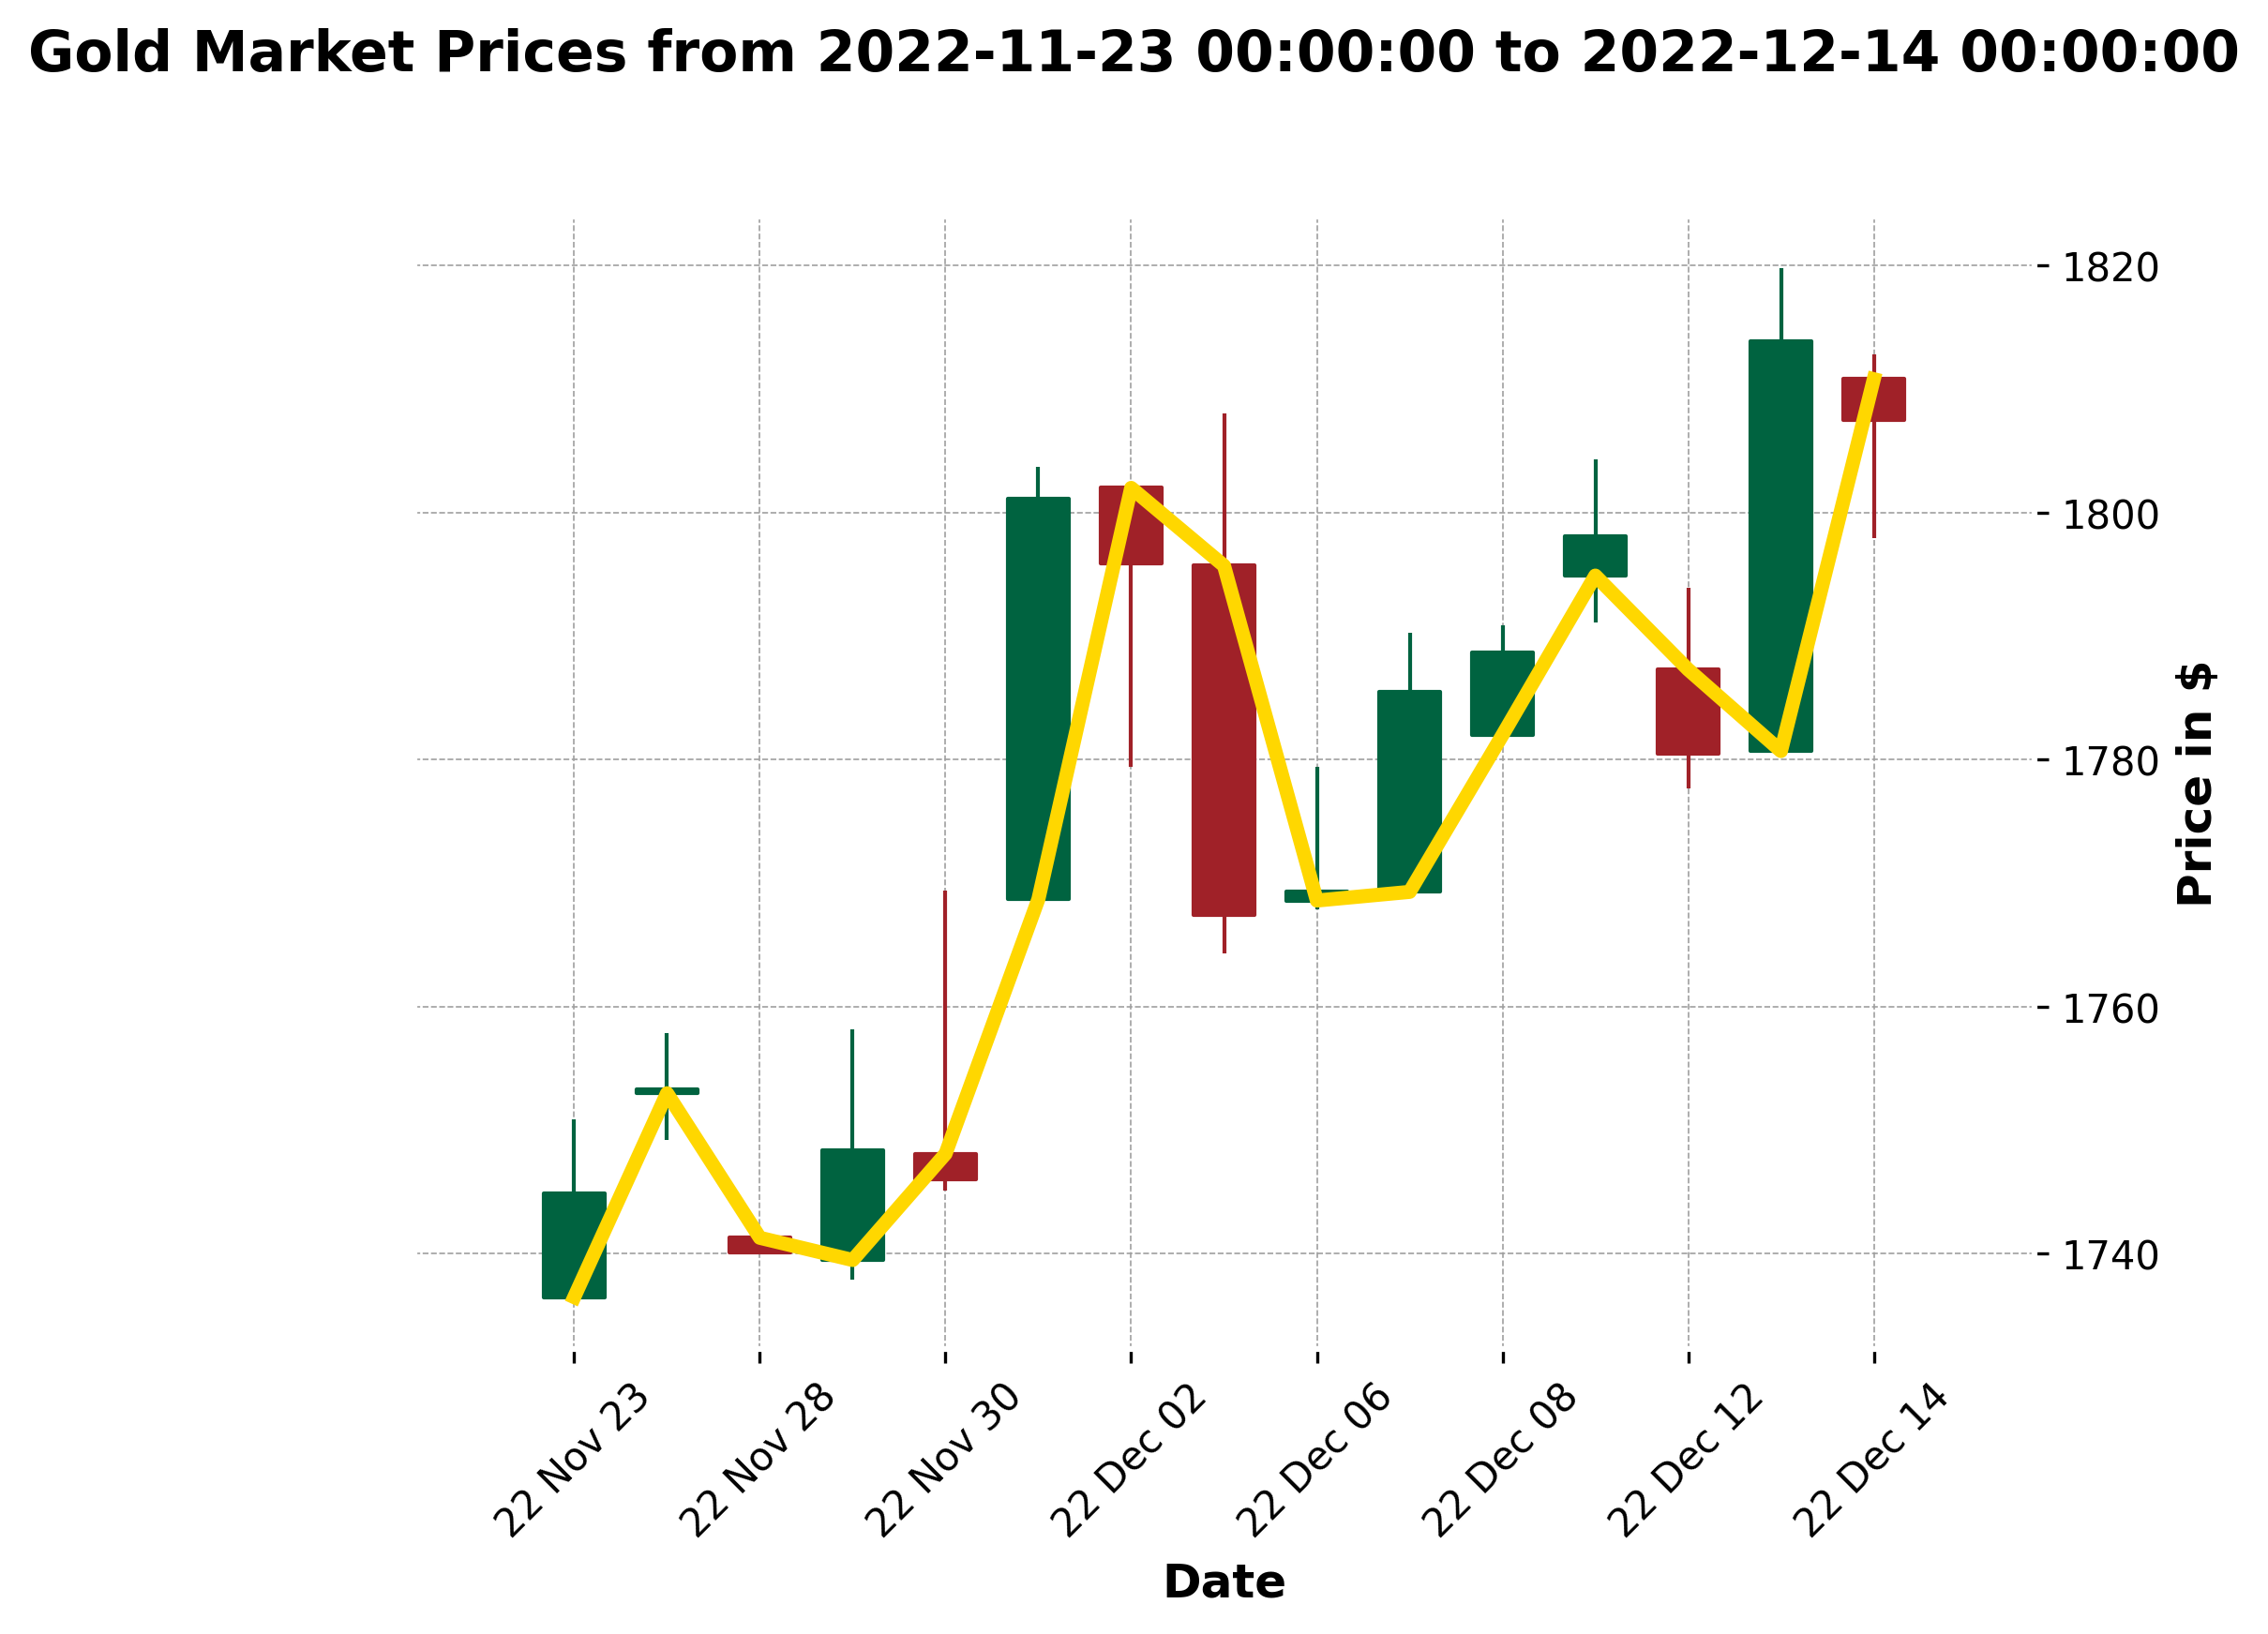 Gold Market Prices from 2022-11-23 00:00:00 to 2022-12-14 00:00:00
1820
1800
1780
1760
1740
Price in $
22 Nov 23
22 Nov 28
22 Nov 30
22 Dec 02
22 Dec 06
22 Dec 08
22 Dec 12
22 Dec 14
Date